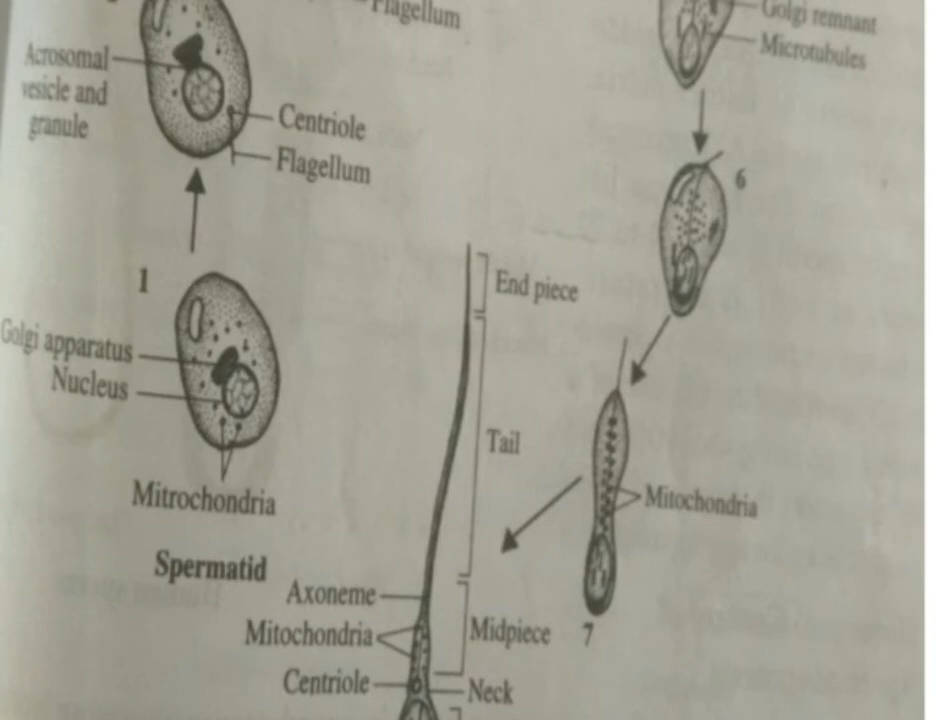 Flagellum
Acrosomal
vesicle and
granule
Centriole
Flagellum
1
Golgi apparatus
Nucleus
Mitrochondria
Spermatid
Golgi remnant
Microtubules
6
End piece
Tail
Mitochondria
7
Axoneme
Mitochondria
Midpiece
Centriole
Neck